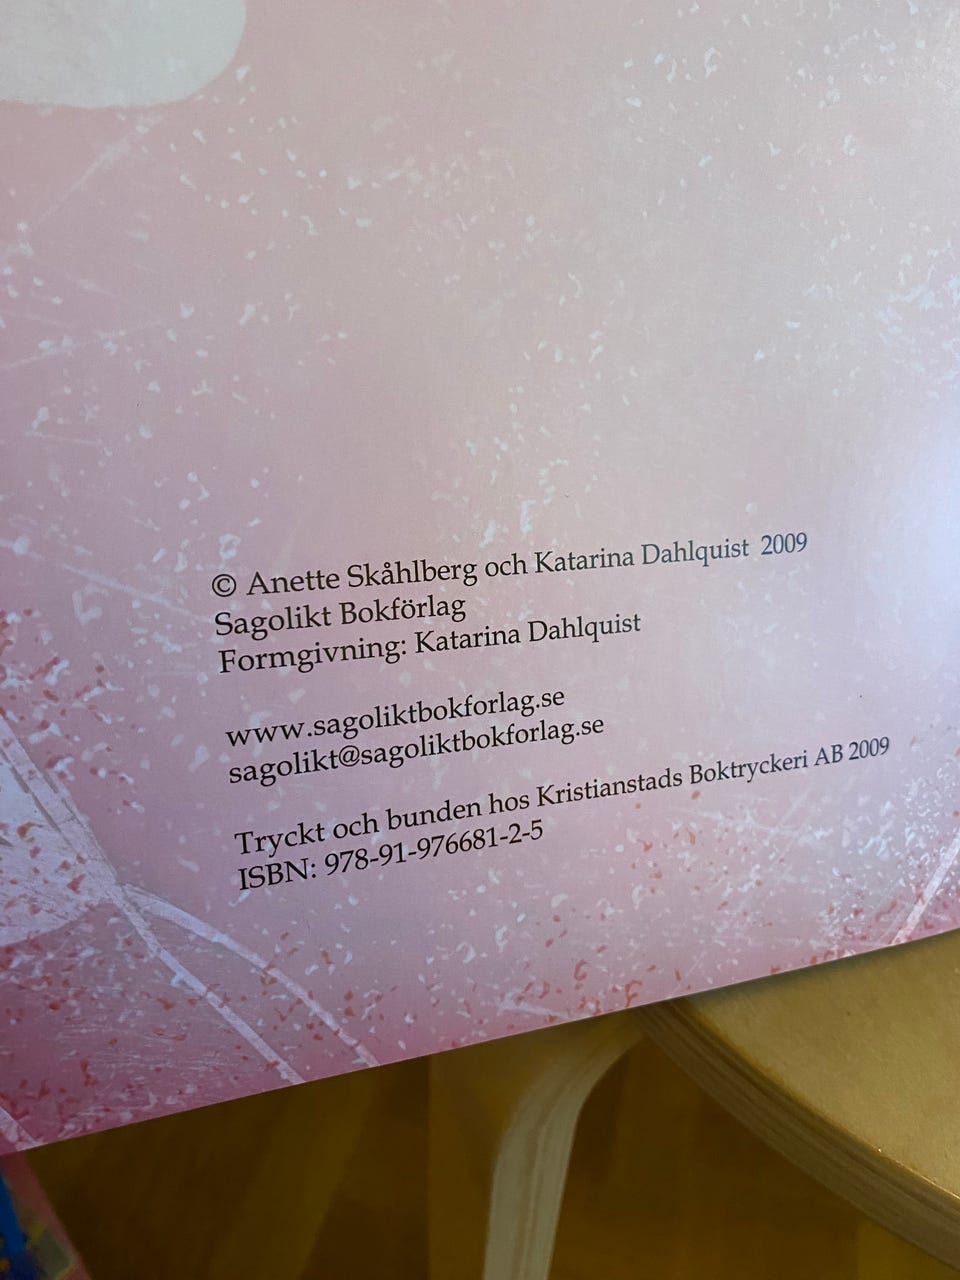 © Anette Skåhlberg och Katarina Dahlquist 2009
Sagolikt Bokförlag
Formgivning: Katarina Dahlquist
www.sagoliktbokforlag.se
sagolikt@sagoliktbokforlag.se
Tryckt och bunden hos Kristianstads Boktryckeri AB 2009
ISBN: 978-91-976681-2-5